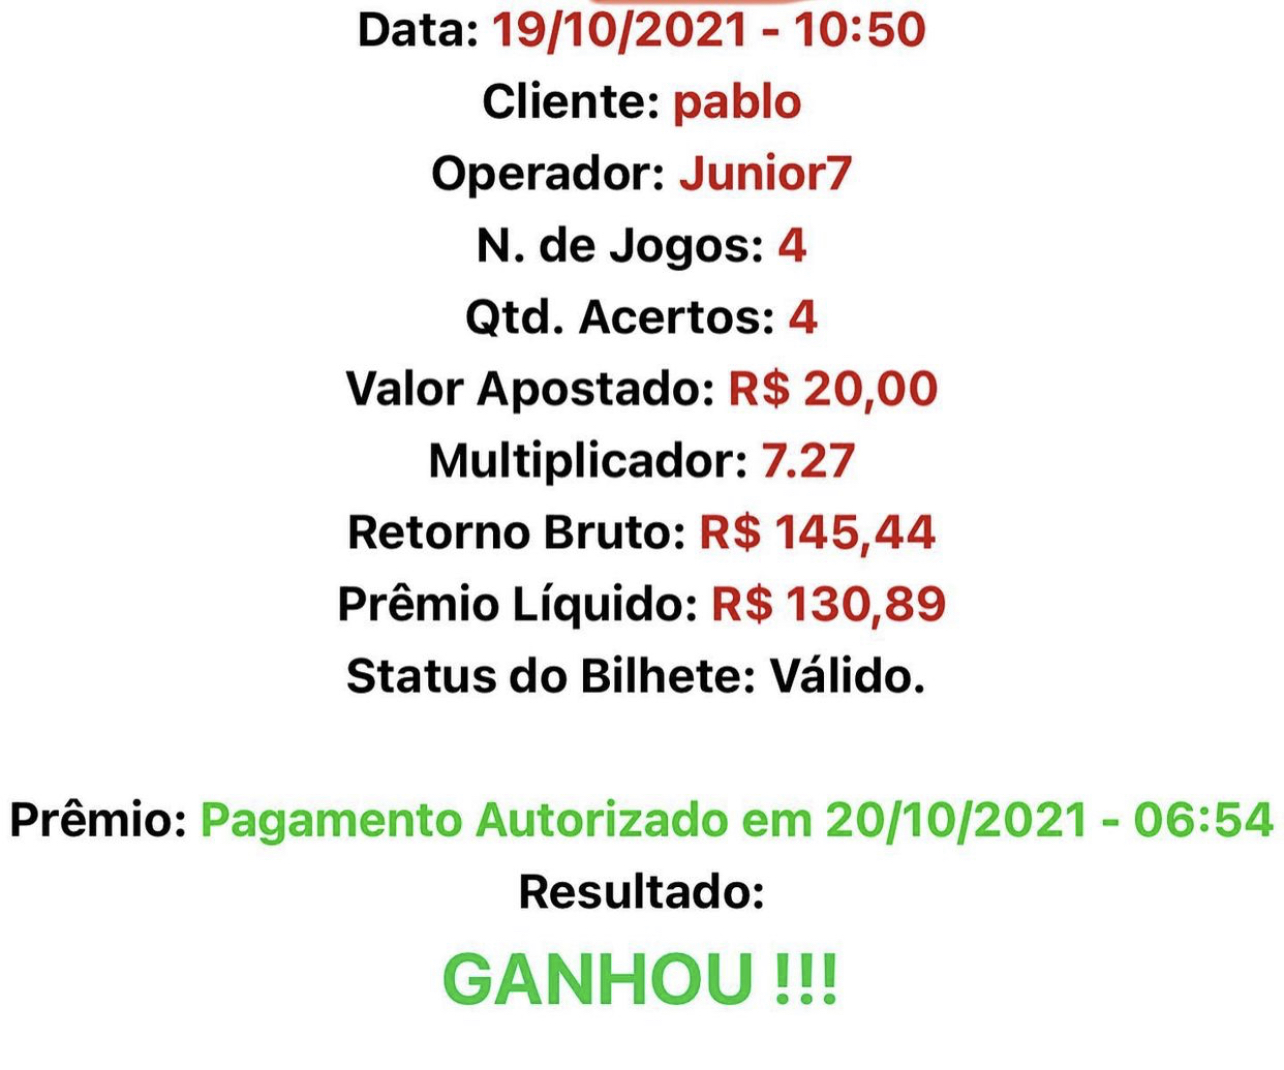 Data: 19/10/2021 - 10:50
Cliente: pablo
Operador: Junior7
N. de Jogos: 4
Qtd. Acertos: 4
Valor Apostado: R$ 20,00
Multiplicador: 7.27
Retorno Bruto: R$ 145,44
Prêmio Líquido: R$ 130,89
Status do Bilhete: Válido.
Prêmio: Pagamento Autorizado em 20/10/2021 - 06:54
Resultado:
GANHOU !!!